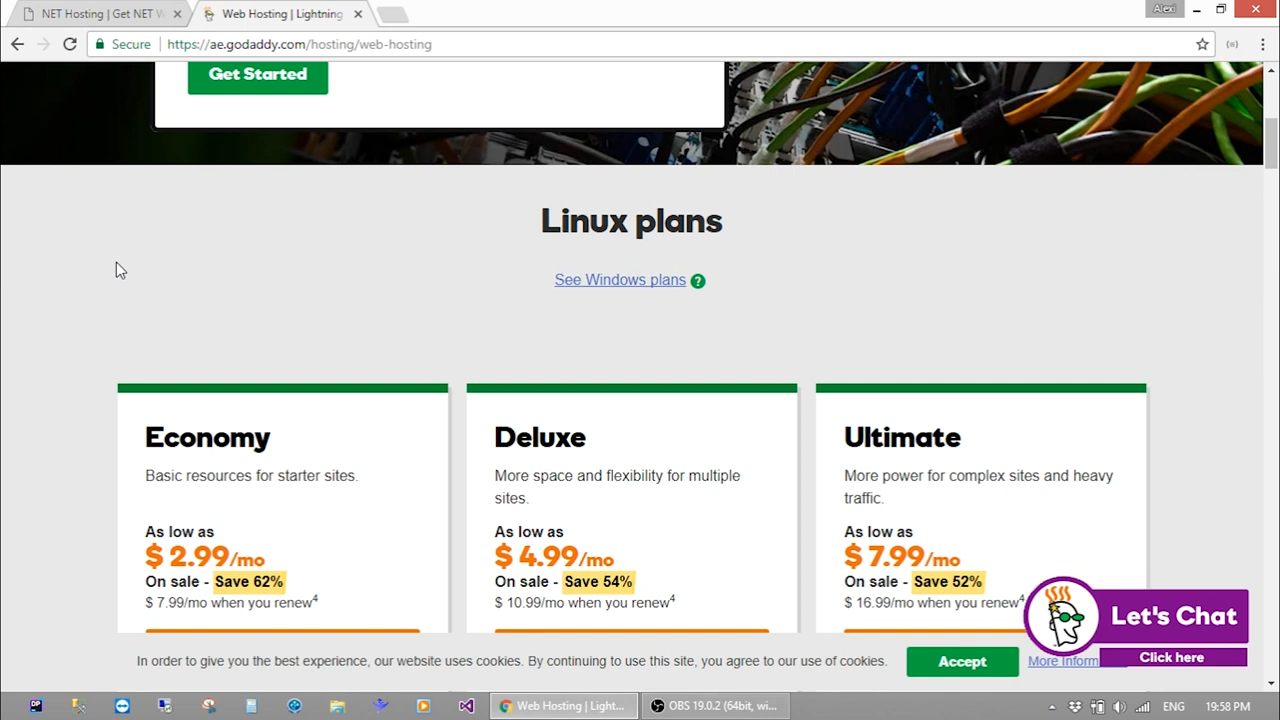 NET Hosting | Get NET W
Web Hosting | Lightning
Alexi
Secure
https://ae.godaddy.com/hosting/web-hosting
Get Started
Linux plans
See Windows plans ?
Economy
Basic resources for starter sites.
As low as
$ 2.99/mo
On sale - Save 62%
$ 7.99/mo when you renew4
Deluxe
More space and flexibility for multiple
sites.
As low as
$ 4.99/mo
On sale - Save 54%
$ 10.99/mo when you renew4
Ultimate
More power for complex sites and heavy
traffic.
As low as
$ 7.99/mo
On sale - Save 52%
$ 16.99/mo when you renew4
Let's Chat
Click here
In order to give you the best experience, our websites use cookies. By continuing to use this site, you agree to our use of cookies.
Accept
More Inform
DP
Web Hosting | Light...
OBS 19.0.2 (64bit, wi...
ENG
19:58 PM